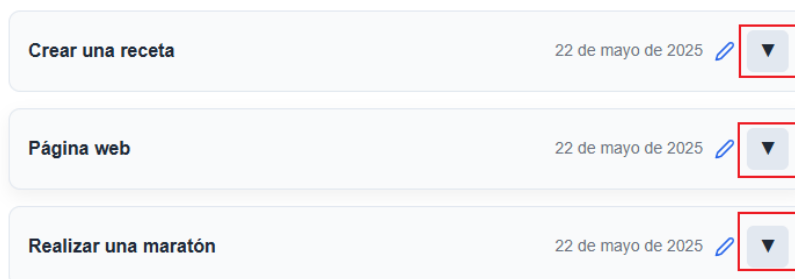 Crear una receta 22 de mayo de 2025 ▼
Página web 22 de mayo de 2025 ▼
Realizar una maratón 22 de mayo de 2025 ▼